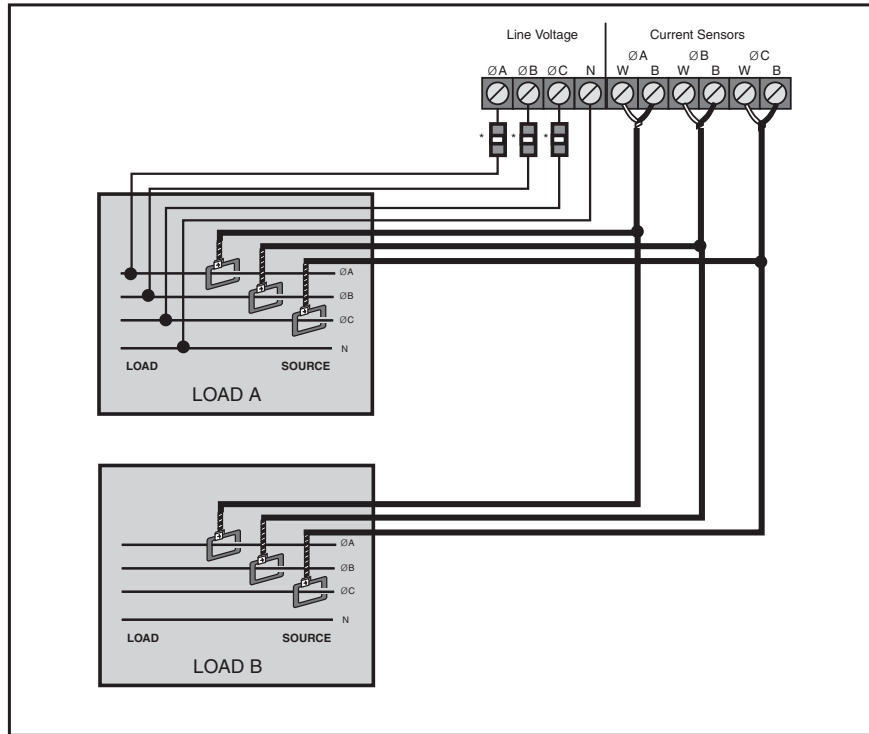 Line Voltage
Current Sensors
ØA ØB ØC
ØA ØB ØC N W B W B W B
* * *
ØA
ØB
ØC
N
LOAD SOURCE
LOAD A
ØA
ØB
ØC
N
LOAD SOURCE
LOAD B